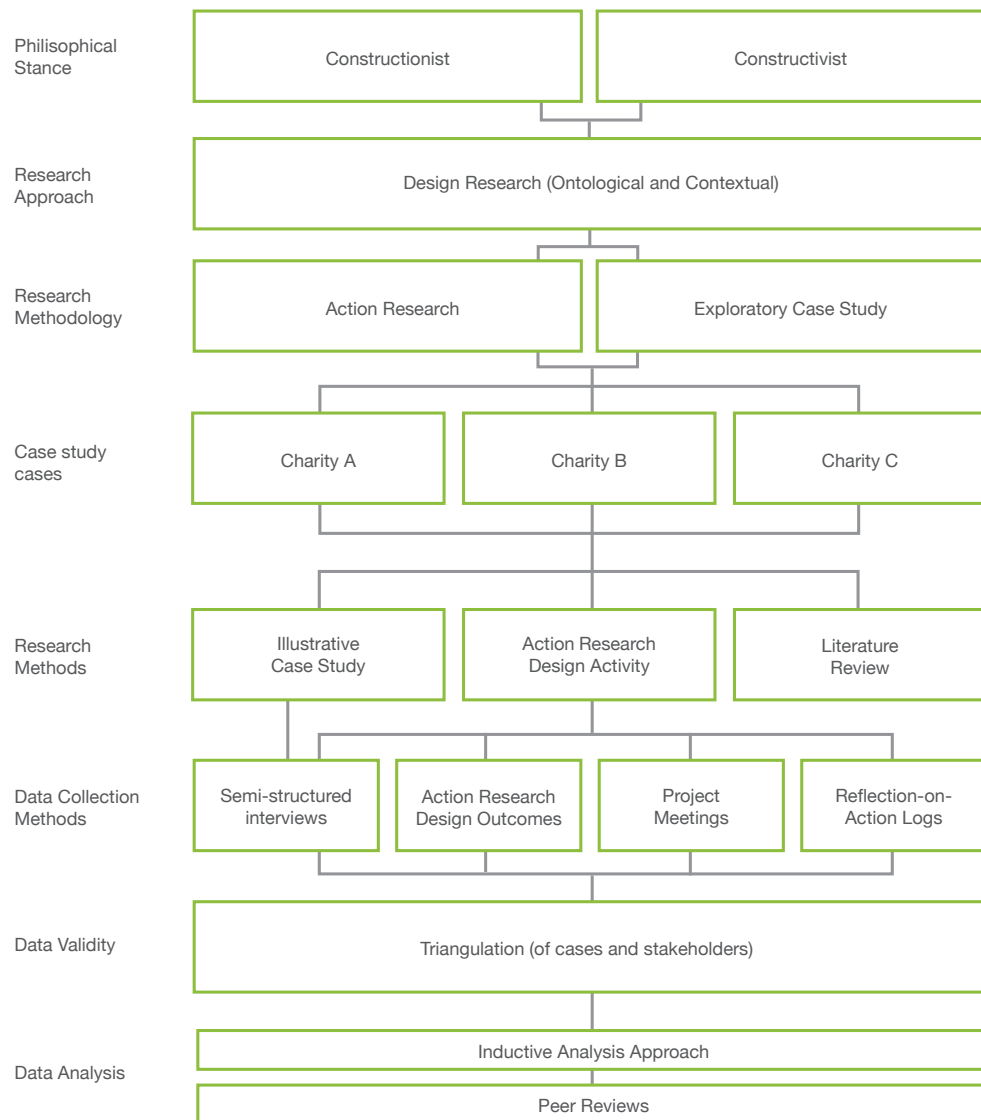 Philisophical
Stance
Constructionist
Constructivist
Research
Approach
Design Research (Ontological and Contextual)
Research
Methodology
Action Research
Exploratory Case Study
Case study
cases
Charity A
Charity B
Charity C
Research
Methods
Illustrative
Case Study
Action Research
Design Activity
Literature
Review
Data Collection
Methods
Semi-structured
interviews
Action Research
Design Outcomes
Project
Meetings
Reflection-on-
Action Logs
Data Validity
Triangulation (of cases and stakeholders)
Data Analysis
Inductive Analysis Approach
Peer Reviews